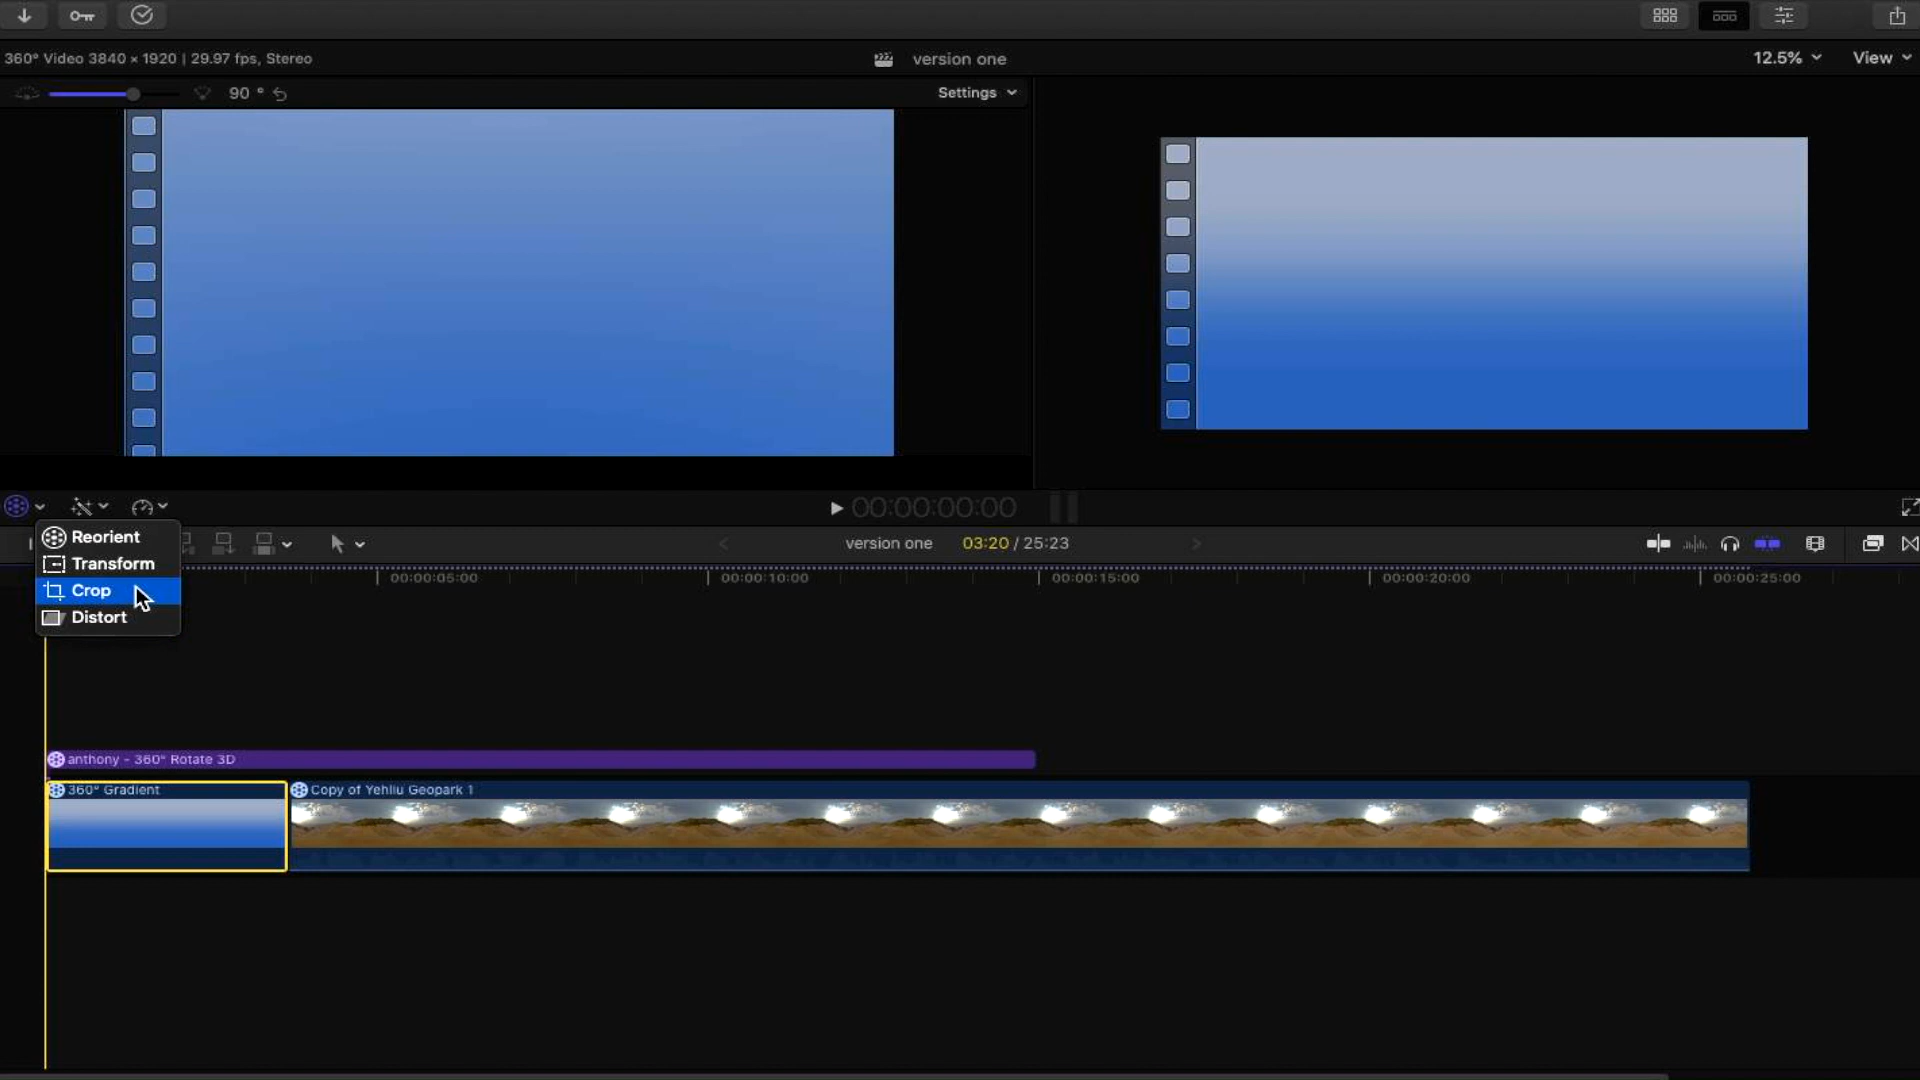 360° Video 3840 × 1920 | 29.97 fps, Stereo
version one
12.5%
View
90 °
Settings
00:00:00:00
Reorient
Transform
Crop
Distort
version one
03:20 / 25:23
00:00:05:00
00:00:10:00
00:00:15:00
00:00:20:00
00:00:25:00
anthony - 360° Rotate 3D
360° Gradient
Copy of Yehliu Geopark 1